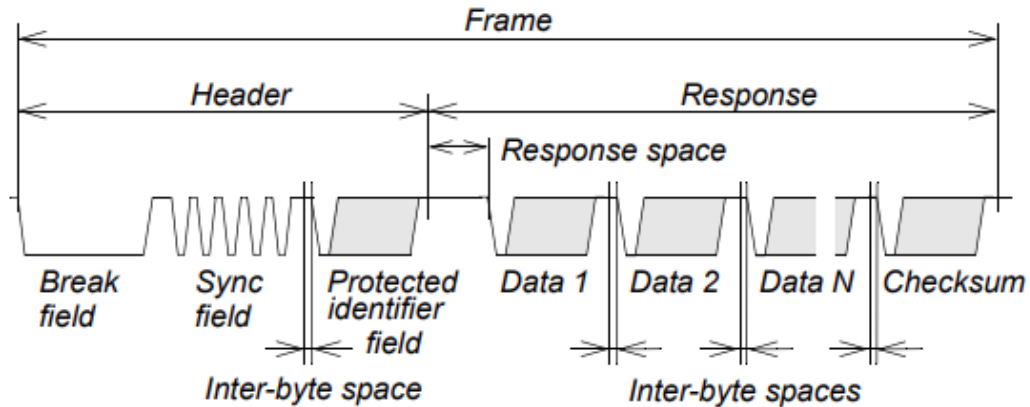 Frame
Header
Response
Response space
Break
field
Sync
field
Protected
identifier
field
Data 1
Data 2
Data N
Checksum
Inter-byte space
Inter-byte spaces